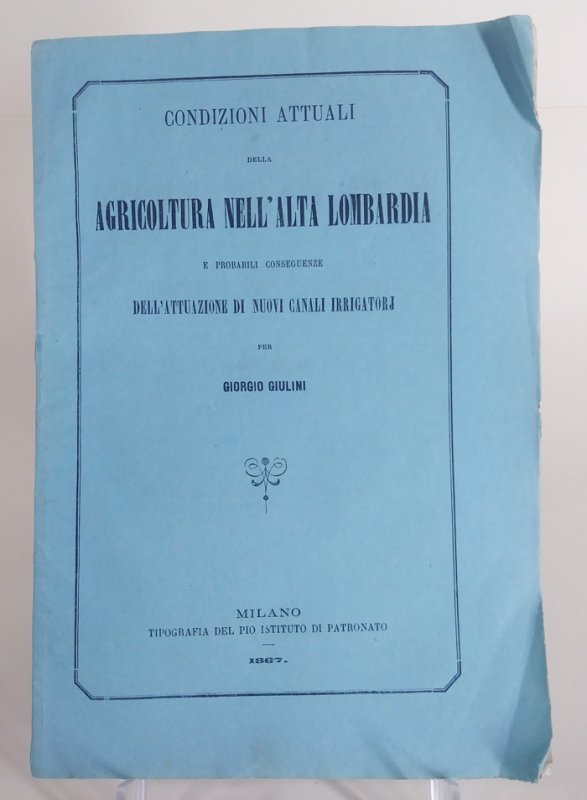 CONDIZIONI ATTUALI
DELLA
AGRICOLTURA NELL'ALTA LOMBARDIA
E PROBABILI CONSEGUENZE
DELL'ATTUAZIONE DI NUOVI CANALI IRRIGATORJ
PER
GIORGIO GIULINI
MILANO
TIPOGRAFIA DEL PIO ISTITUTO DI PATRONATO
1867.